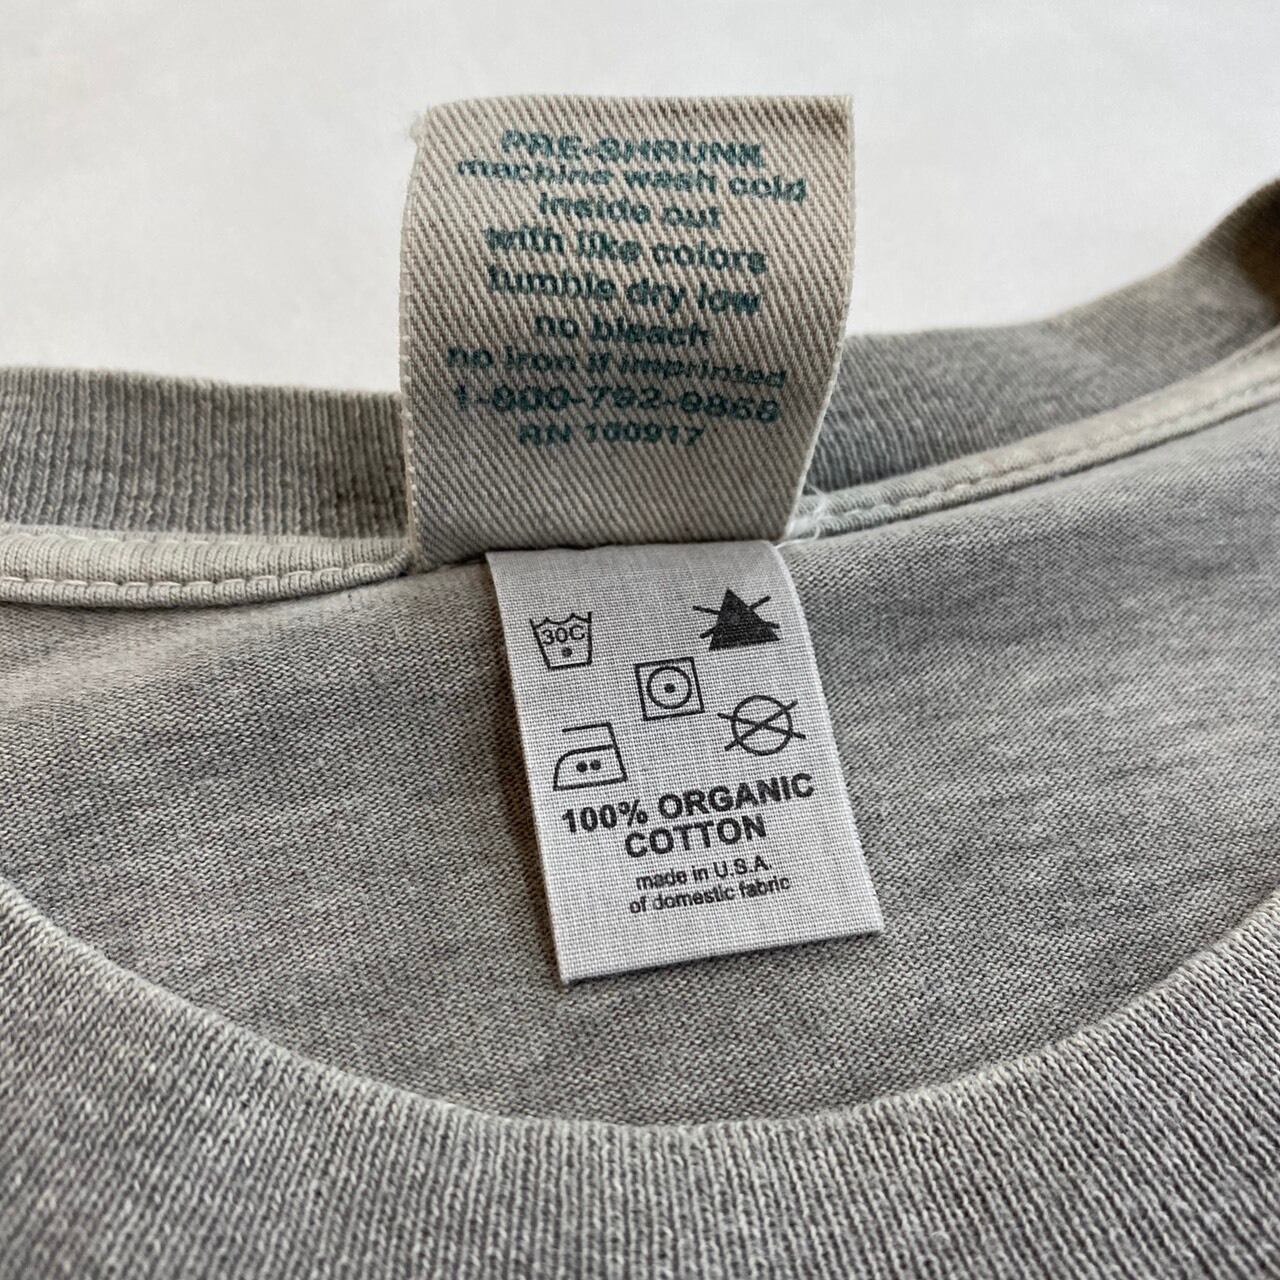 PRE-SHRUNK
machine wash cold
inside out
with like colors
tumble dry low
no bleach
no iron if imprinted
1-800-792-9868
RN 100917
30C
100% ORGANIC
COTTON
made in U.S.A.
of domestic fabric